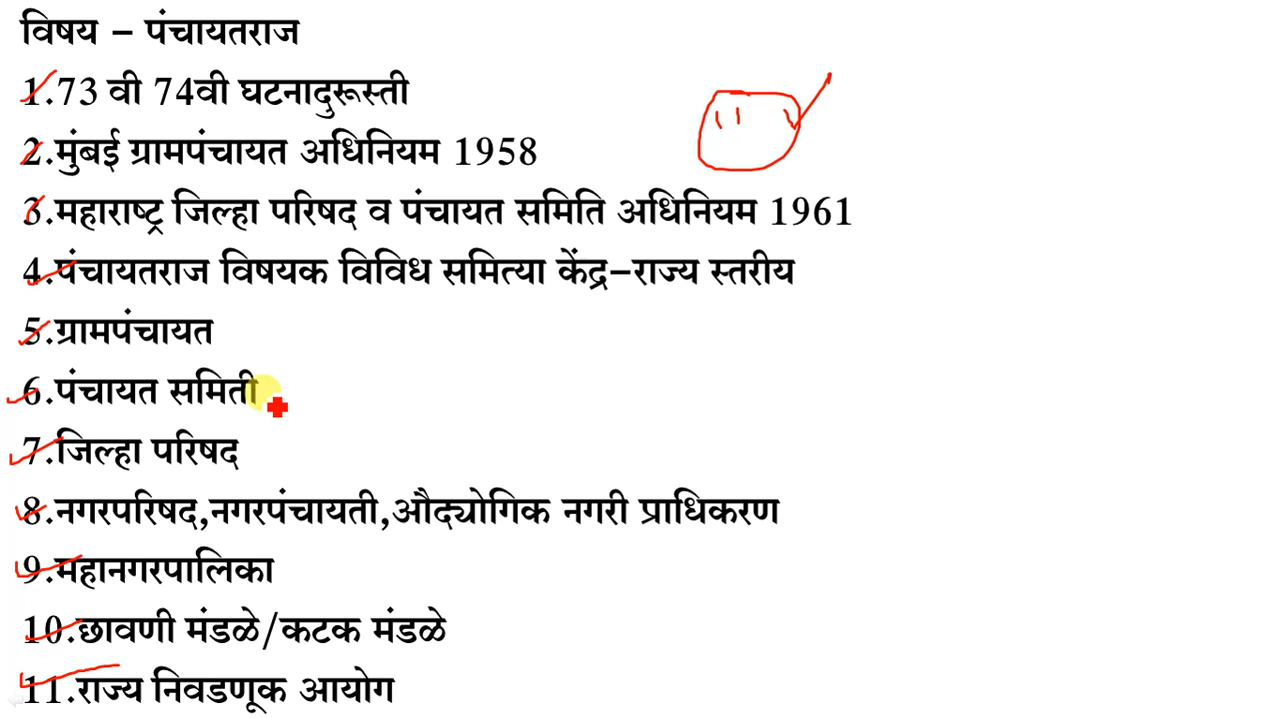 विषय – पंचायतराज
1.73 वी 74वी घटनादुरूस्ती
2.मुंबई ग्रामपंचायत अधिनियम 1958
3.महाराष्ट्र जिल्हा परिषद व पंचायत समिति अधिनियम 1961
4.पंचायतराज विषयक विविध समित्या केंद्र–राज्य स्तरीय
5.ग्रामपंचायत
6.पंचायत समिती
7.जिल्हा परिषद
8.नगरपरिषद,नगरपंचायती,औद्योगिक नगरी प्राधिकरण
9.महानगरपालिका
10.छावणी मंडळे/कटक मंडळे
11.राज्य निवडणूक आयोग